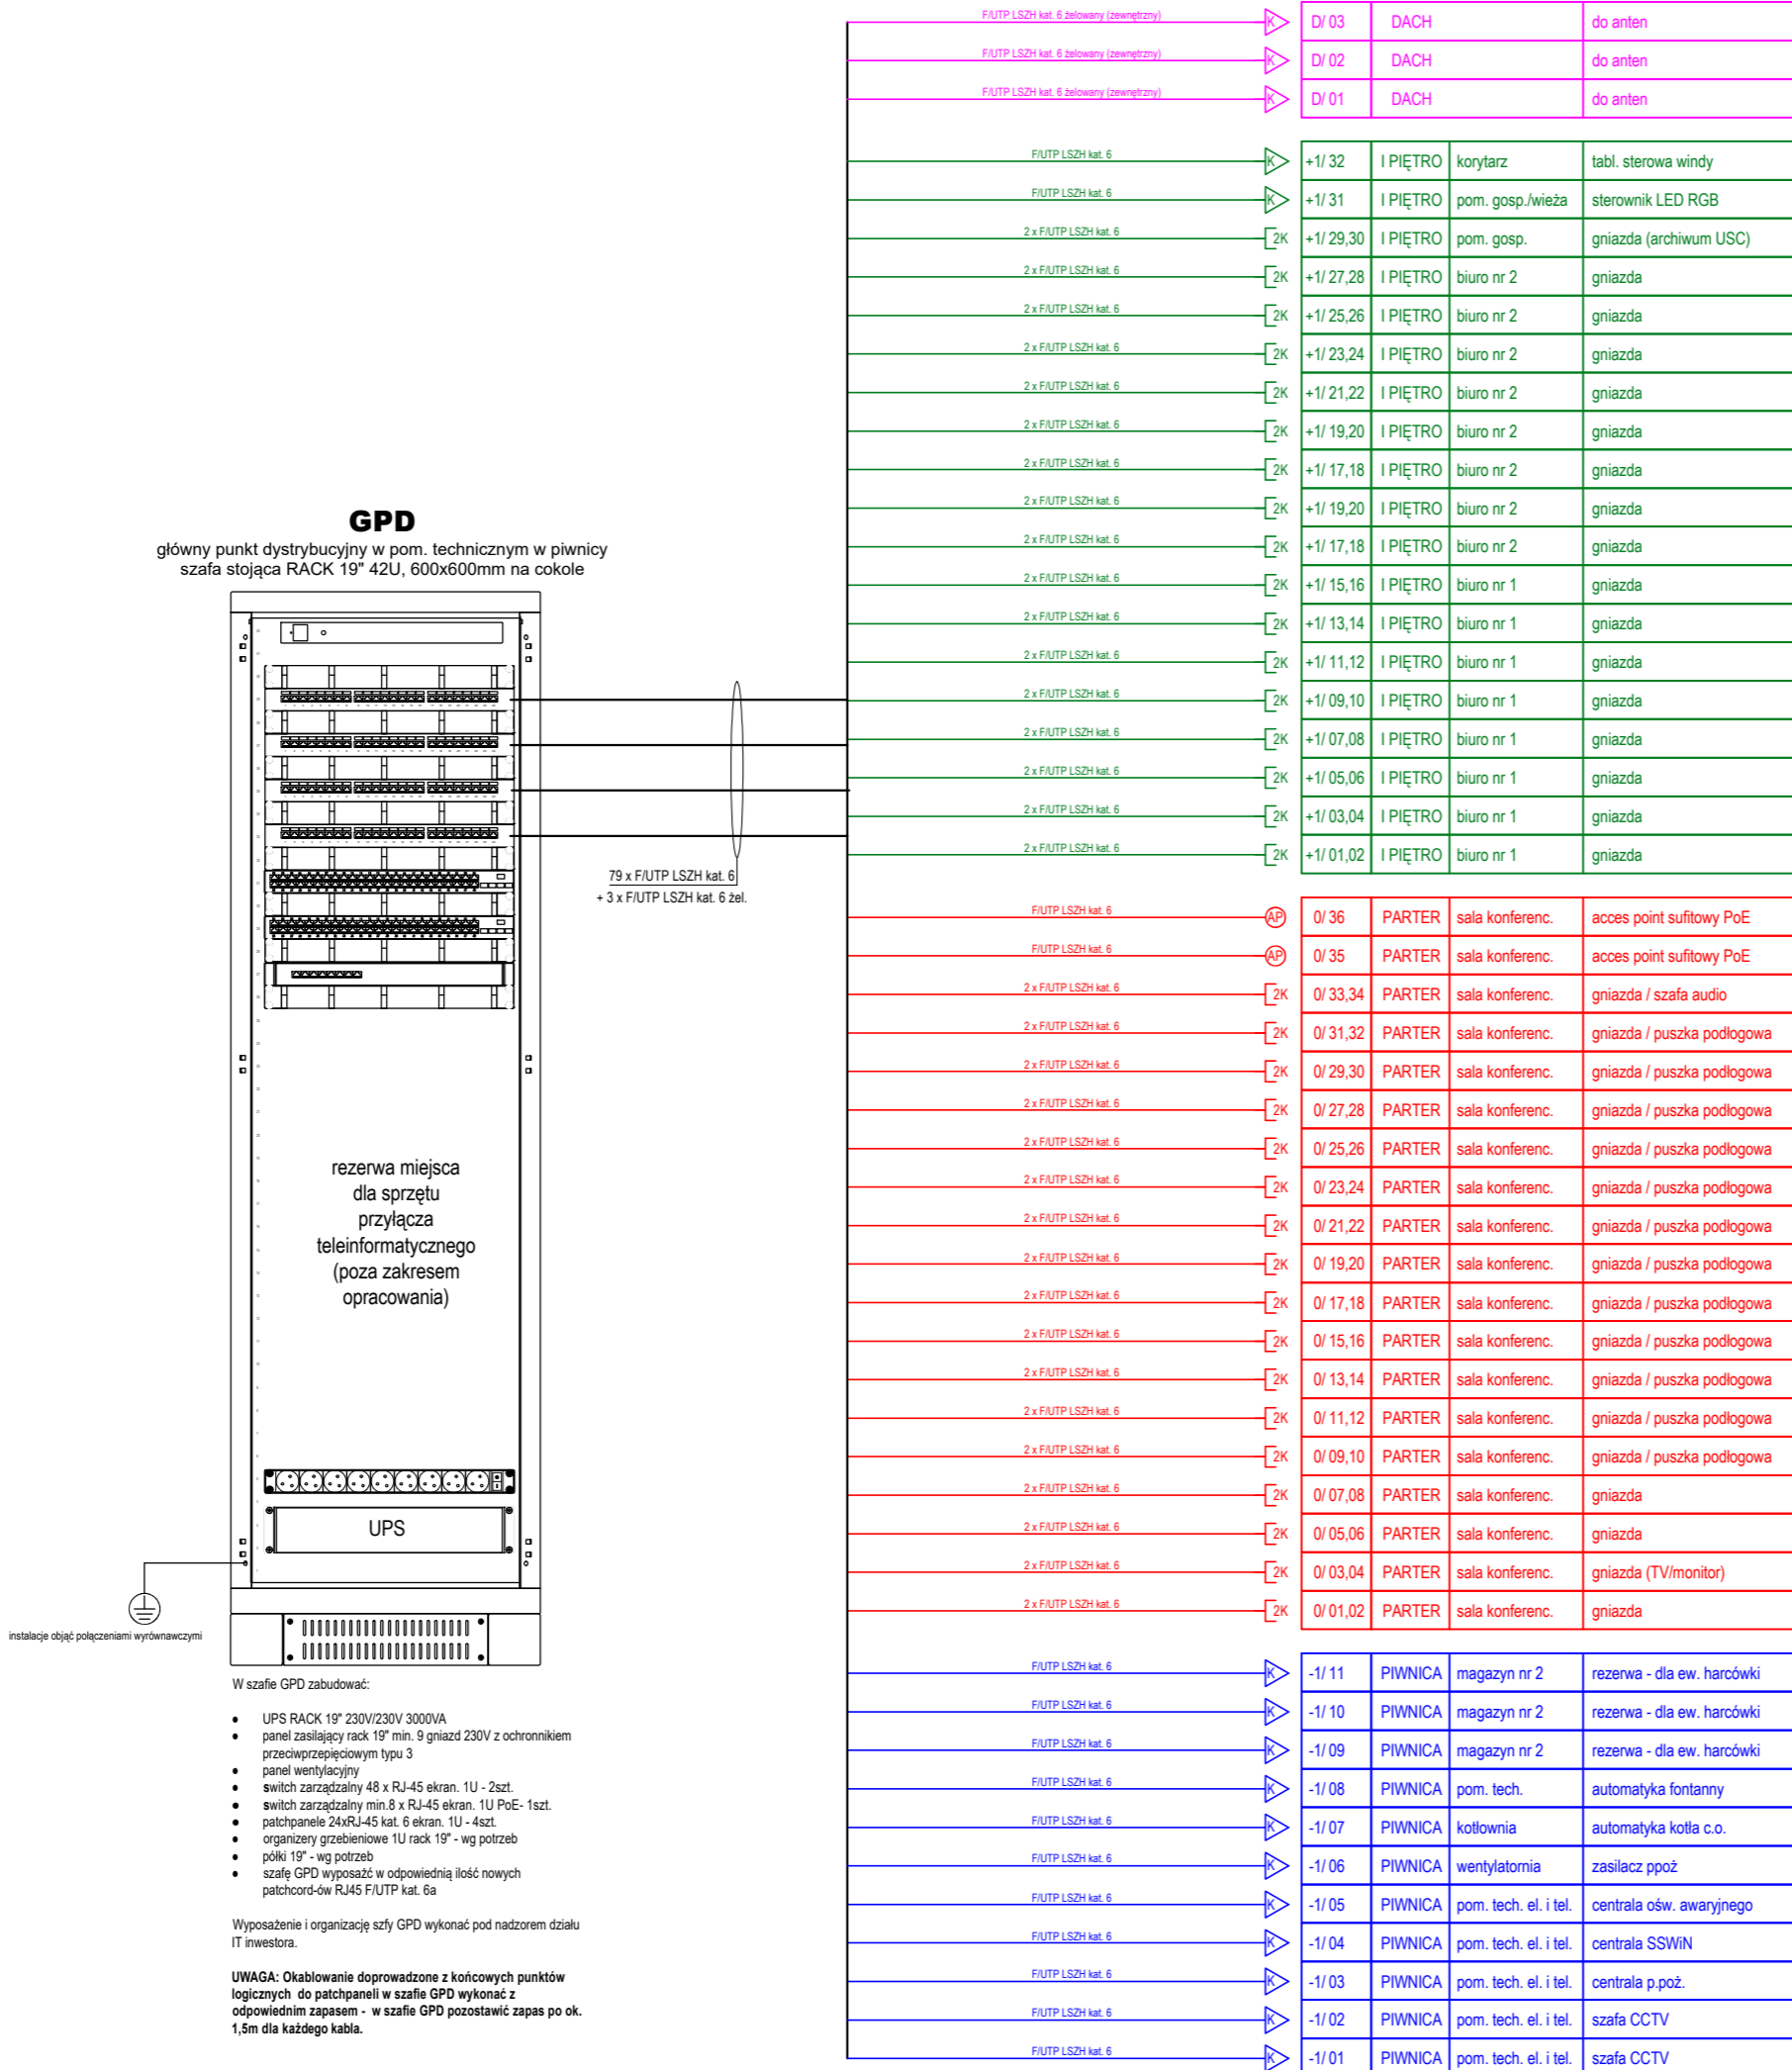 F/UTP LSZH kat. 6 żelowany (zewnętrzny) K D/ 03 DACH do anten
F/UTP LSZH kat. 6 żelowany (zewnętrzny) K D/ 02 DACH do anten
F/UTP LSZH kat. 6 żelowany (zewnętrzny) K D/ 01 DACH do anten
F/UTP LSZH kat. 6 K +1/ 32 I PIĘTRO korytarz tabl. sterowa windy
F/UTP LSZH kat. 6 K +1/ 31 I PIĘTRO pom. gosp./wieża sterownik LED RGB
2 x F/UTP LSZH kat. 6 2K +1/ 29,30 I PIĘTRO pom. gosp. gniazda (archiwum USC)
2 x F/UTP LSZH kat. 6 2K +1/ 27,28 I PIĘTRO biuro nr 2 gniazda
2 x F/UTP LSZH kat. 6 2K +1/ 25,26 I PIĘTRO biuro nr 2 gniazda
2 x F/UTP LSZH kat. 6 2K +1/ 23,24 I PIĘTRO biuro nr 2 gniazda
2 x F/UTP LSZH kat. 6 2K +1/ 21,22 I PIĘTRO biuro nr 2 gniazda
2 x F/UTP LSZH kat. 6 2K +1/ 19,20 I PIĘTRO biuro nr 2 gniazda
2 x F/UTP LSZH kat. 6 2K +1/ 17,18 I PIĘTRO biuro nr 2 gniazda
2 x F/UTP LSZH kat. 6 2K +1/ 19,20 I PIĘTRO biuro nr 2 gniazda
2 x F/UTP LSZH kat. 6 2K +1/ 17,18 I PIĘTRO biuro nr 2 gniazda
2 x F/UTP LSZH kat. 6 2K +1/ 15,16 I PIĘTRO biuro nr 1 gniazda
2 x F/UTP LSZH kat. 6 2K +1/ 13,14 I PIĘTRO biuro nr 1 gniazda
2 x F/UTP LSZH kat. 6 2K +1/ 11,12 I PIĘTRO biuro nr 1 gniazda
2 x F/UTP LSZH kat. 6 2K +1/ 09,10 I PIĘTRO biuro nr 1 gniazda
2 x F/UTP LSZH kat. 6 2K +1/ 07,08 I PIĘTRO biuro nr 1 gniazda
2 x F/UTP LSZH kat. 6 2K +1/ 05,06 I PIĘTRO biuro nr 1 gniazda
2 x F/UTP LSZH kat. 6 2K +1/ 03,04 I PIĘTRO biuro nr 1 gniazda
2 x F/UTP LSZH kat. 6 2K +1/ 01,02 I PIĘTRO biuro nr 1 gniazda
F/UTP LSZH kat. 6 AP 0/ 36 PARTER sala konferenc. acces point sufitowy PoE
F/UTP LSZH kat. 6 AP 0/ 35 PARTER sala konferenc. acces point sufitowy PoE
2 x F/UTP LSZH kat. 6 2K 0/ 33,34 PARTER sala konferenc. gniazda / szafa audio
2 x F/UTP LSZH kat. 6 2K 0/ 31,32 PARTER sala konferenc. gniazda / puszka podłogowa
2 x F/UTP LSZH kat. 6 2K 0/ 29,30 PARTER sala konferenc. gniazda / puszka podłogowa
2 x F/UTP LSZH kat. 6 2K 0/ 27,28 PARTER sala konferenc. gniazda / puszka podłogowa
2 x F/UTP LSZH kat. 6 2K 0/ 25,26 PARTER sala konferenc. gniazda / puszka podłogowa
2 x F/UTP LSZH kat. 6 2K 0/ 23,24 PARTER sala konferenc. gniazda / puszka podłogowa
2 x F/UTP LSZH kat. 6 2K 0/ 21,22 PARTER sala konferenc. gniazda / puszka podłogowa
2 x F/UTP LSZH kat. 6 2K 0/ 19,20 PARTER sala konferenc. gniazda / puszka podłogowa
2 x F/UTP LSZH kat. 6 2K 0/ 17,18 PARTER sala konferenc. gniazda / puszka podłogowa
2 x F/UTP LSZH kat. 6 2K 0/ 15,16 PARTER sala konferenc. gniazda / puszka podłogowa
2 x F/UTP LSZH kat. 6 2K 0/ 13,14 PARTER sala konferenc. gniazda / puszka podłogowa
2 x F/UTP LSZH kat. 6 2K 0/ 11,12 PARTER sala konferenc. gniazda / puszka podłogowa
2 x F/UTP LSZH kat. 6 2K 0/ 09,10 PARTER sala konferenc. gniazda / puszka podłogowa
2 x F/UTP LSZH kat. 6 2K 0/ 07,08 PARTER sala konferenc. gniazda
2 x F/UTP LSZH kat. 6 2K 0/ 05,06 PARTER sala konferenc. gniazda
2 x F/UTP LSZH kat. 6 2K 0/ 03,04 PARTER sala konferenc. gniazda (TV/monitor)
2 x F/UTP LSZH kat. 6 2K 0/ 01,02 PARTER sala konferenc. gniazda
F/UTP LSZH kat. 6 K -1/ 11 PIWNICA magazyn nr 2 rezerwa - dla ew. harcówki
F/UTP LSZH kat. 6 K -1/ 10 PIWNICA magazyn nr 2 rezerwa - dla ew. harcówki
F/UTP LSZH kat. 6 K -1/ 09 PIWNICA magazyn nr 2 rezerwa - dla ew. harcówki
F/UTP LSZH kat. 6 K -1/ 08 PIWNICA pom. tech. automatyka fontanny
F/UTP LSZH kat. 6 K -1/ 07 PIWNICA kotłownia automatyka kotła c.o.
F/UTP LSZH kat. 6 K -1/ 06 PIWNICA wentylatornia zasilacz ppoż
F/UTP LSZH kat. 6 K -1/ 05 PIWNICA pom. tech. el. i tel. centrala ośw. awaryjnego
F/UTP LSZH kat. 6 K -1/ 04 PIWNICA pom. tech. el. i tel. centrala SSWiN
F/UTP LSZH kat. 6 K -1/ 03 PIWNICA pom. tech. el. i tel. centrala p.poż.
F/UTP LSZH kat. 6 K -1/ 02 PIWNICA pom. tech. el. i tel. szafa CCTV
F/UTP LSZH kat. 6 K -1/ 01 PIWNICA pom. tech. el. i tel. szafa CCTV
GPD
główny punkt dystrybucyjny w pom. technicznym w piwnicy
szafa stojąca RACK 19" 42U, 600x600mm na cokole
79 x F/UTP LSZH kat. 6
+ 3 x F/UTP LSZH kat. 6 żel.
rezerwa miejsca
dla sprzętu
przyłącza
teleinformatycznego
(poza zakresem
opracowania)
UPS
instalacje objąć połączeniami wyrównawczymi
W szafie GPD zabudować:
• UPS RACK 19" 230V/230V 3000VA
• panel zasilający rack 19" min. 9 gniazd 230V z ochronnikiem
przeciwprzepięciowym typu 3
• panel wentylacyjny
• switch zarządzalny 48 x RJ-45 ekran. 1U - 2szt.
• switch zarządzalny min.8 x RJ-45 ekran. 1U PoE- 1szt.
• patchpanele 24xRJ-45 kat. 6 ekran. 1U - 4szt.
• organizery grzebieniowe 1U rack 19" - wg potrzeb
• półki 19" - wg potrzeb
• szafę GPD wyposażć w odpowiednią ilość nowych
patchcord-ów RJ45 F/UTP kat. 6a
Wyposażenie i organizację szfy GPD wykonać pod nadzorem działu
IT inwestora.
UWAGA: Okablowanie doprowadzone z końcowych punktów
logicznych do patchpaneli w szafie GPD wykonać z
odpowiednim zapasem - w szafie GPD pozostawić zapas po ok.
1,5m dla każdego kabla.